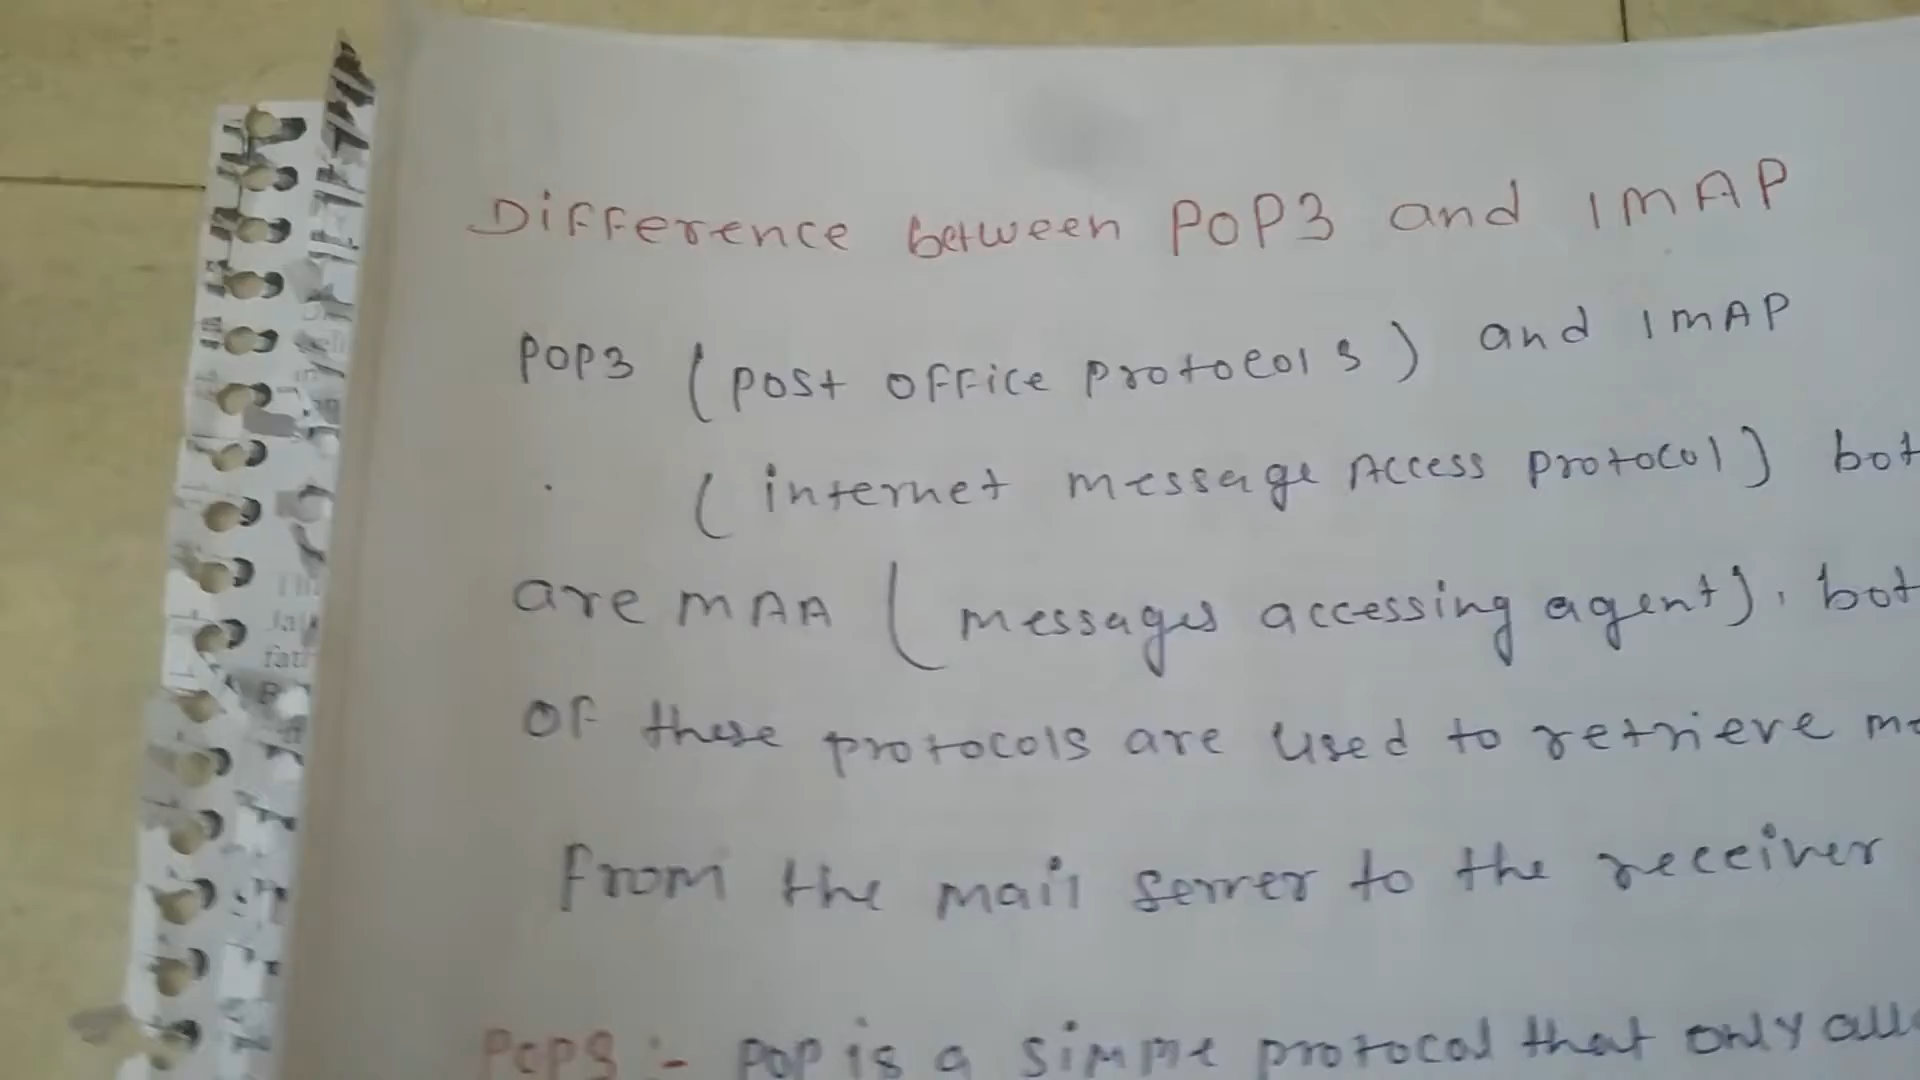 Difference between POP3 and IMAP
POP3 (Post Office Protocol 3) and IMAP
(internet message Access protocol) bot
are MAA (messages accessing agent), bot
of these protocols are used to retrieve
from the mail server to the receiver
POP3 :- POP is a simple protocol that only